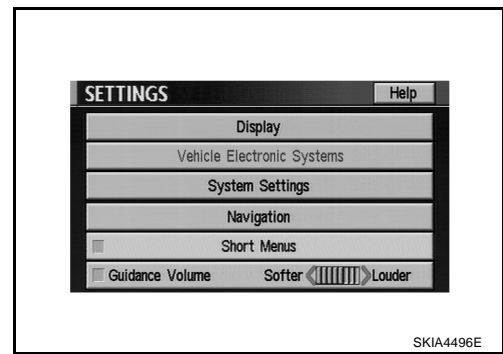 SETTINGS Help
Display
Vehicle Electronic Systems
System Settings
Navigation
Short Menus
Guidance Volume Softer Louder
SKIA4496E